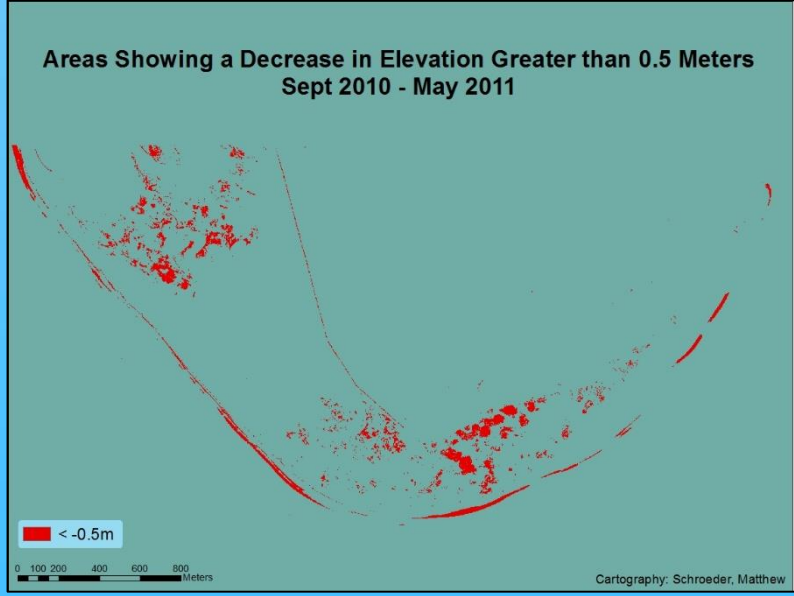 Areas Showing a Decrease in Elevation Greater than 0.5 Meters
Sept 2010 - May 2011
< -0.5m
0 100 200 400 600 800
Meters
Cartography: Schroeder, Matthew